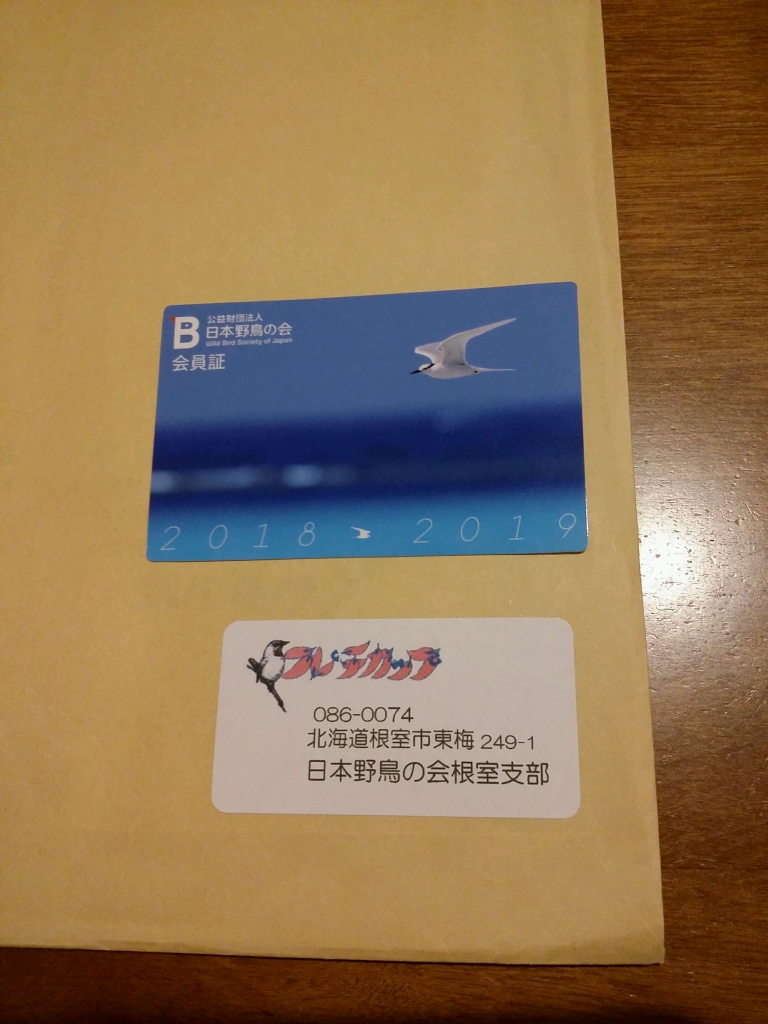 B
公益財団法人
日本野鳥の会
Wild Bird Society of Japan
会員証
2018 2019
フレチカップ
086-0074
北海道根室市東梅 249-1
日本野鳥の会根室支部